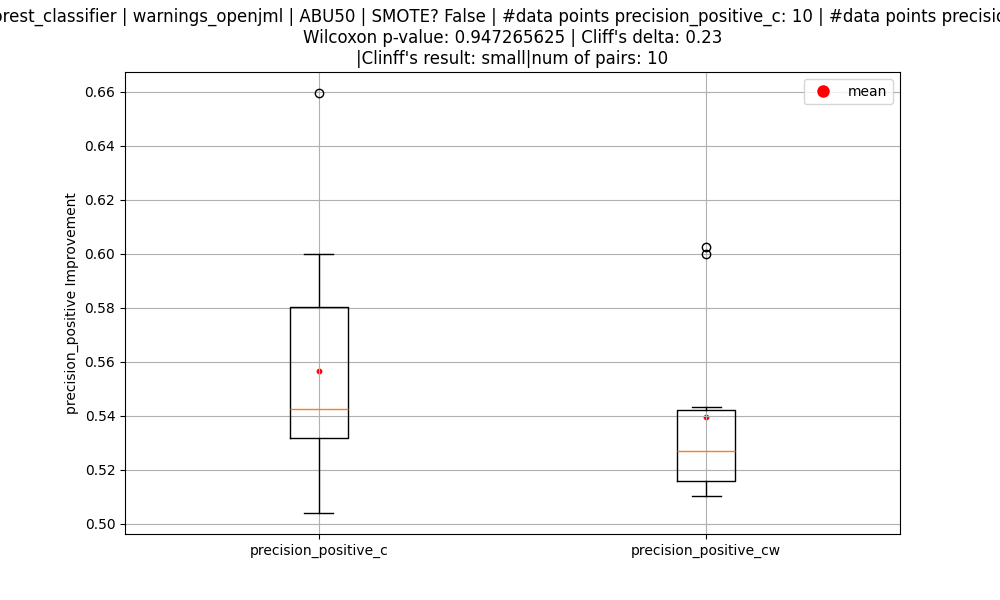 orest_classifier | warnings_openjml | ABU50 | SMOTE? False | #data points precision_positive_c: 10 | #data points precisio
Wilcoxon p-value: 0.947265625 | Cliff's delta: 0.23
|Clinff's result: small|num of pairs: 10
mean
0.66
0.64
0.62
0.60
0.58
0.56
0.54
0.52
0.50
precision_positive Improvement
precision_positive_c
precision_positive_cw